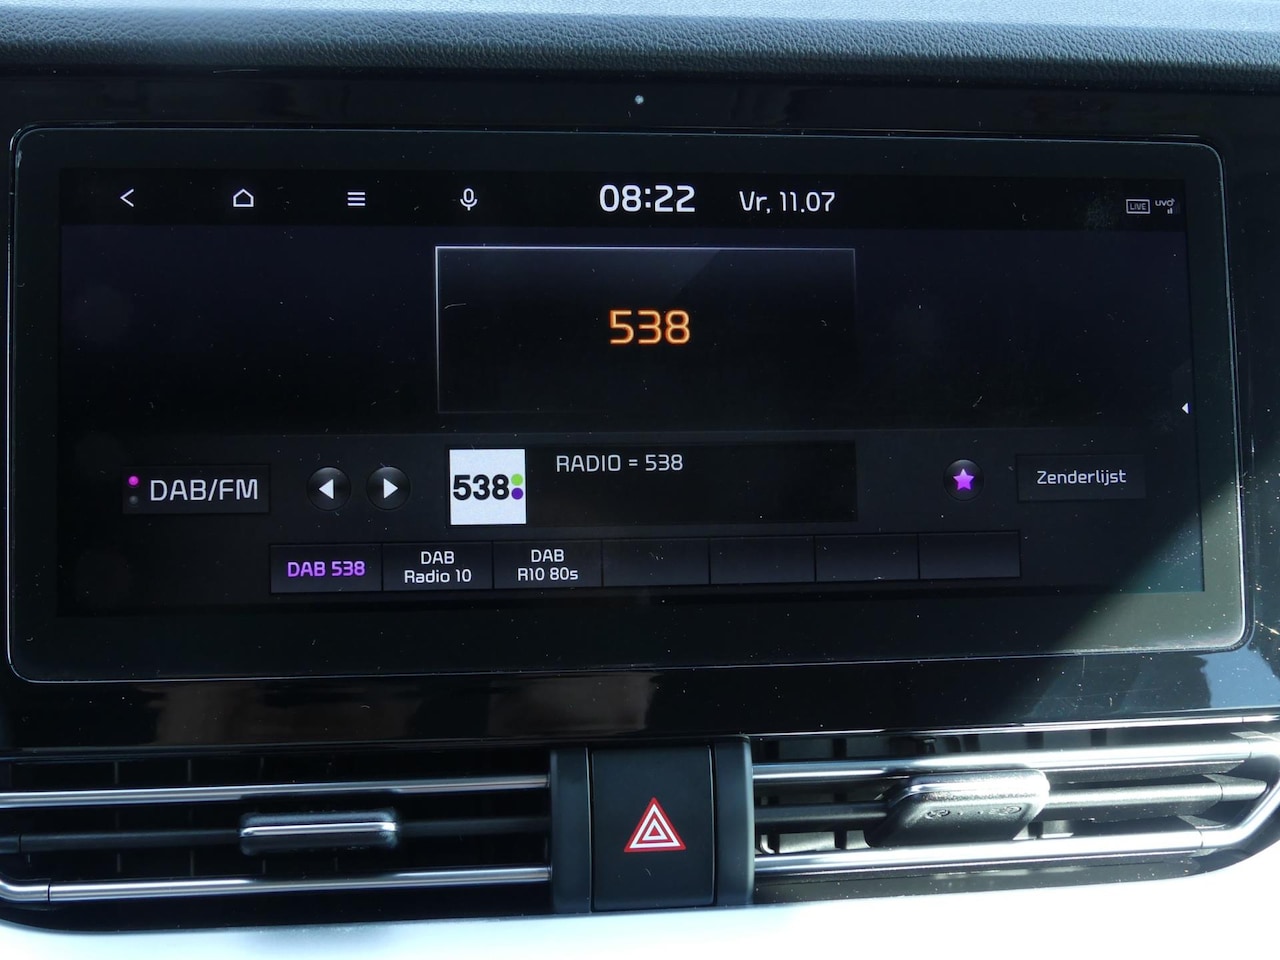 08:22 Vr, 11.07
LIVE UVO
538
DAB/FM
538
RADIO = 538
Zenderlijst
DAB 538
DAB
Radio 10
DAB
R10 80s